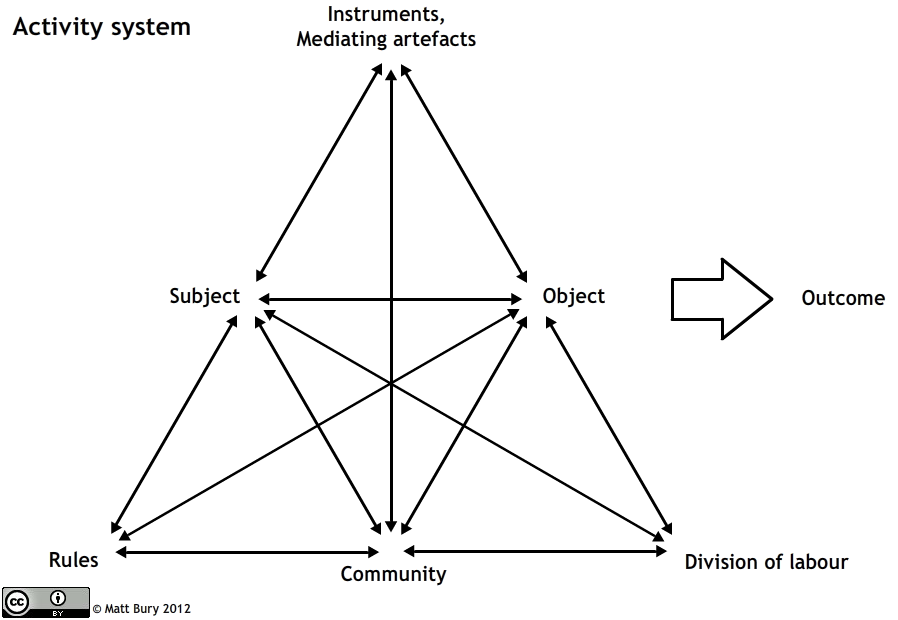 Activity system
Instruments,
Mediating artefacts
Subject
Object
Outcome
Rules
Community
Division of labour
cc
BY
© Matt Bury 2012